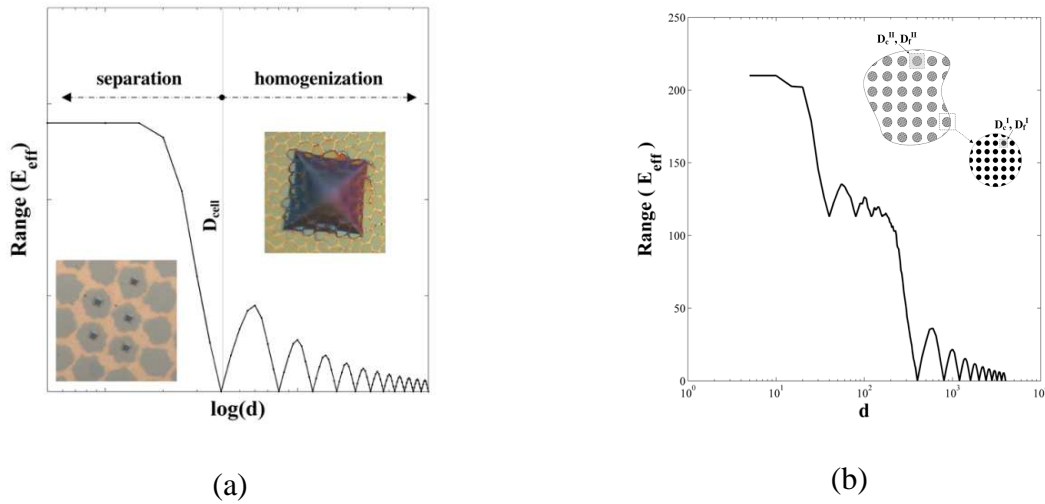 separation homogenization
Range (E_eff)
D_cell
log(d)
(a)
250
200
150
100
50
0
Range ( E_eff )
D_c^II, D_f^II
D_c^I, D_f^I
10^0 10^1 10^2 10^3 10
d
(b)